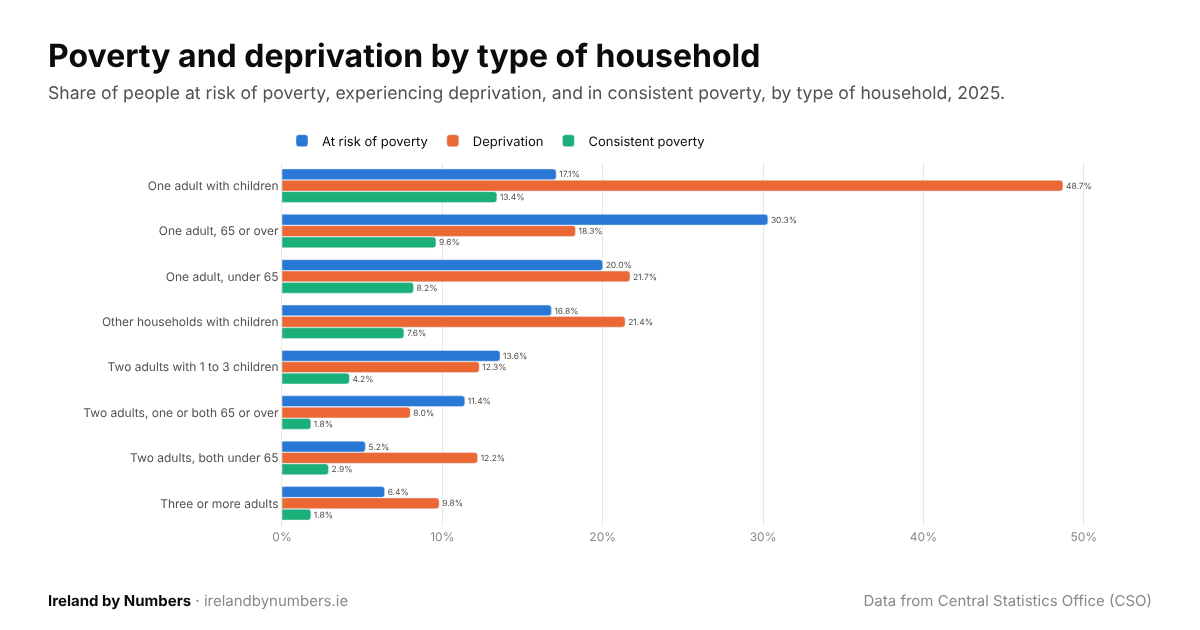 Poverty and deprivation by type of household
Share of people at risk of poverty, experiencing deprivation, and in consistent poverty, by type of household, 2025.
At risk of poverty Deprivation Consistent poverty
One adult with children
17.1%
48.7%
13.4%
One adult, 65 or over
30.3%
18.3%
9.6%
One adult, under 65
20.0%
21.7%
8.2%
Other households with children
16.8%
21.4%
7.6%
Two adults with 1 to 3 children
13.6%
12.3%
4.2%
Two adults, one or both 65 or over
11.4%
8.0%
1.8%
Two adults, both under 65
5.2%
12.2%
2.9%
Three or more adults
6.4%
9.8%
1.8%
0% 10% 20% 30% 40% 50%
Ireland by Numbers · irelandbynumbers.ie
Data from Central Statistics Office (CSO)